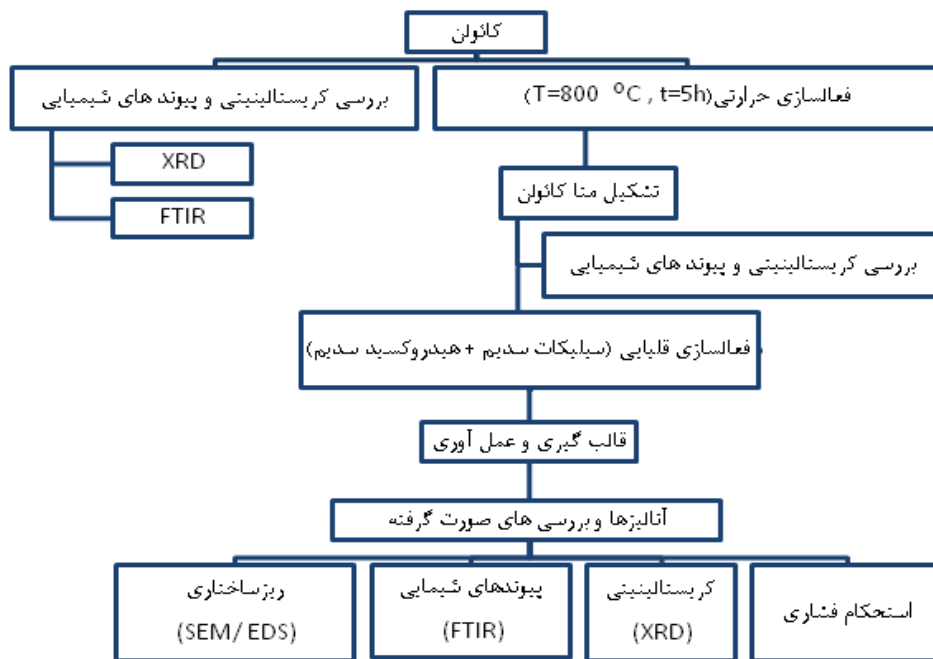 کائولن
فعالسازی حرارتی(T=800 ⁰C , t=5h)
بررسی کریستالینیتی و پیوند های شیمیایی
XRD
FTIR
تشکیل متا کائولن
بررسی کریستالینیتی و پیوند های شیمیایی
فعالسازی قلیایی (سیلیکات سدیم + هیدروکسید سدیم)
قالب گیری و عمل آوری
آنالیزها و بررسی های صورت گرفته
استحکام فشاری
کریستالینیتی
(XRD)
پیوندهای شیمایی
(FTIR)
ریزساختاری
(SEM/ EDS)